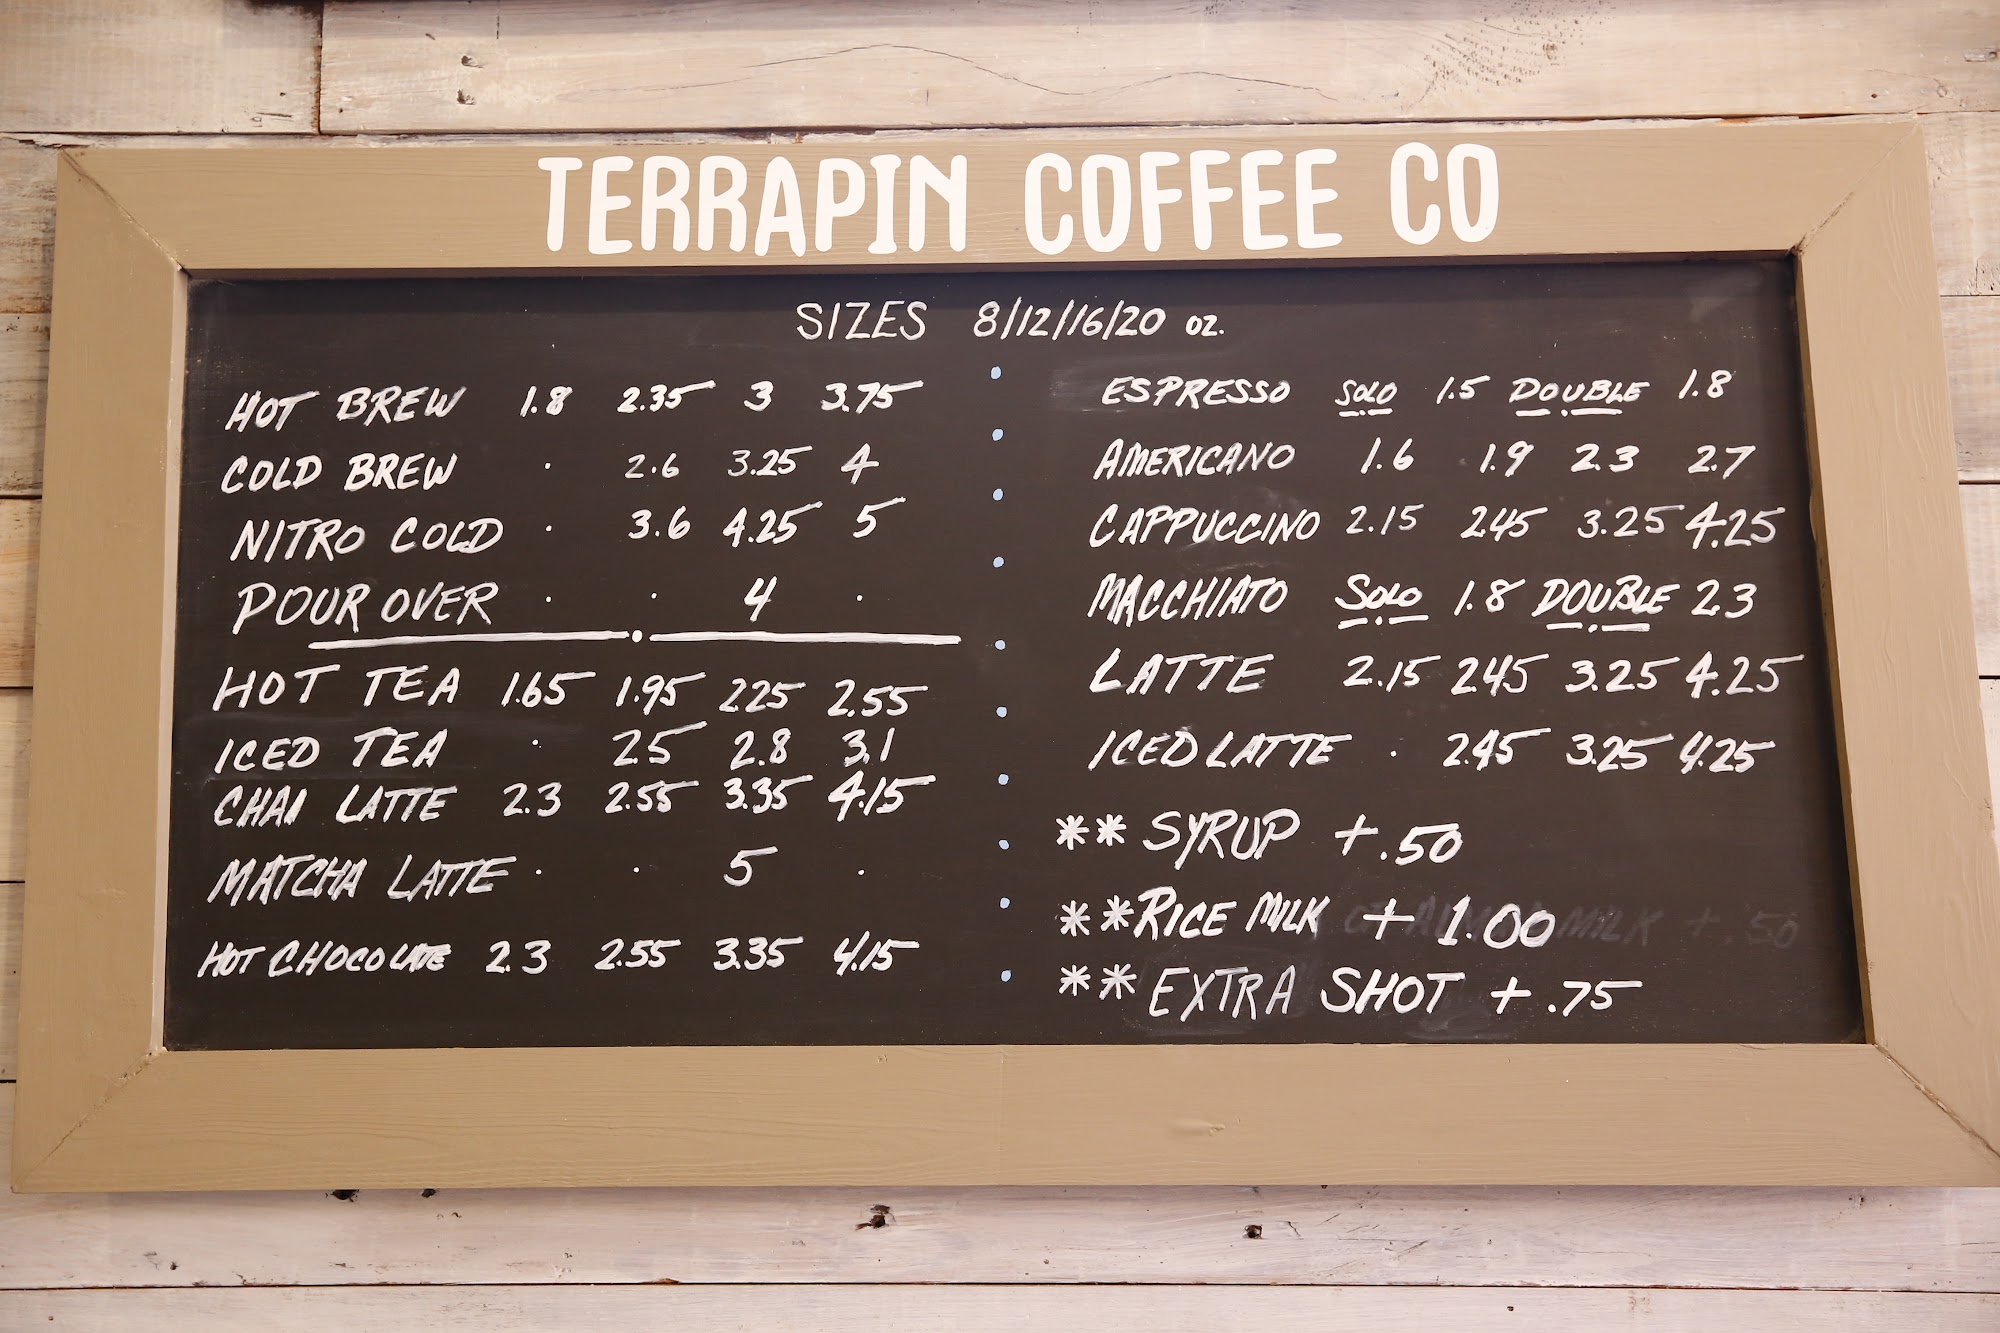 TERRAPIN COFFEE CO
SIZES 8/12/16/20 oz.
HOT BREW 1.8 2.35 3 3.75
COLD BREW · 2.6 3.25 4
NITRO COLD · 3.6 4.25 5
POUR OVER · · 4 ·
HOT TEA 1.65 1.95 2.25 2.55
ICED TEA · 2.5 2.8 3.1
CHAI LATTE 2.3 2.55 3.35 4.15
MATCHA LATTE · · 5 ·
HOT CHOCOLATE 2.3 2.55 3.35 4.15
ESPRESSO SOLO 1.5 DOUBLE 1.8
AMERICANO 1.6 1.9 2.3 2.7
CAPPUCCINO 2.15 2.45 3.25 4.25
MACCHIATO SOLO 1.8 DOUBLE 2.3
LATTE 2.15 2.45 3.25 4.25
ICED LATTE · 2.45 3.25 4.25
** SYRUP + .50
** RICE MILK + 1.00
** EXTRA SHOT + .75